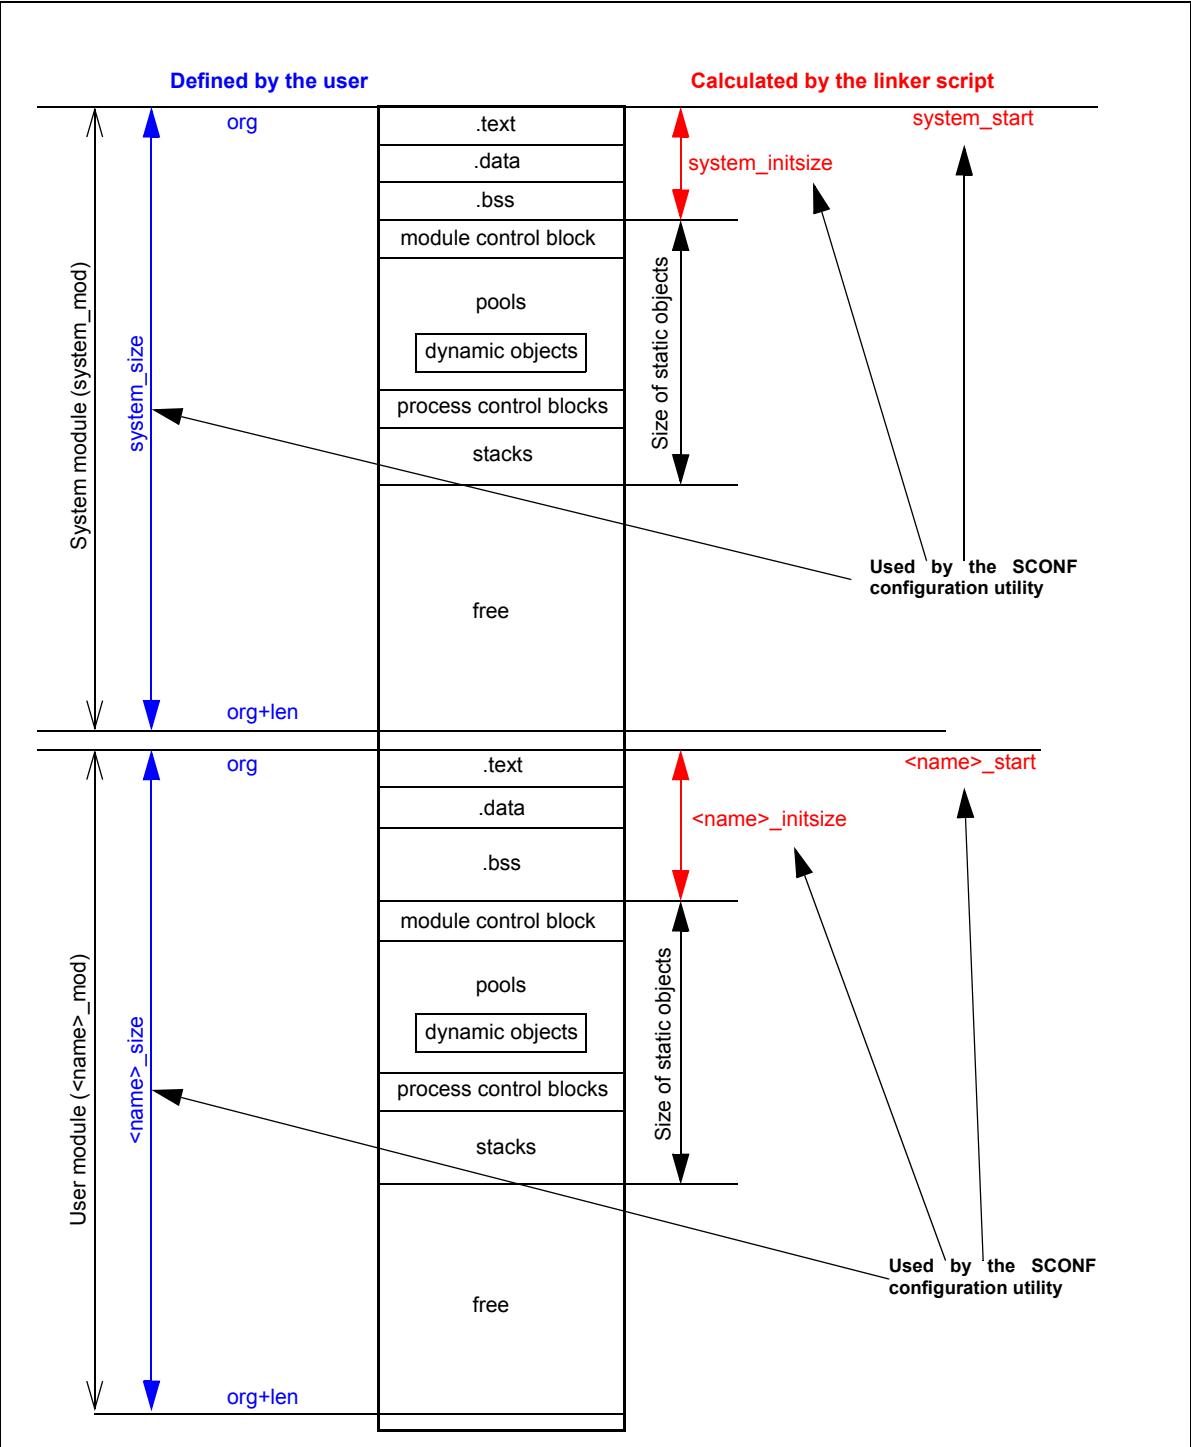 Defined by the user
Calculated by the linker script
org
.text
system_start
.data
system_initsize
.bss
module control block
System module (system_mod)
system_size
pools
dynamic objects
Size of static objects
process control blocks
stacks
Used by the SCONF
configuration utility
free
org+len
org
.text
<name>_start
.data
<name>_initsize
.bss
module control block
User module (<name>_mod)
<name>_size
pools
dynamic objects
Size of static objects
process control blocks
stacks
Used by the SCONF
configuration utility
free
org+len